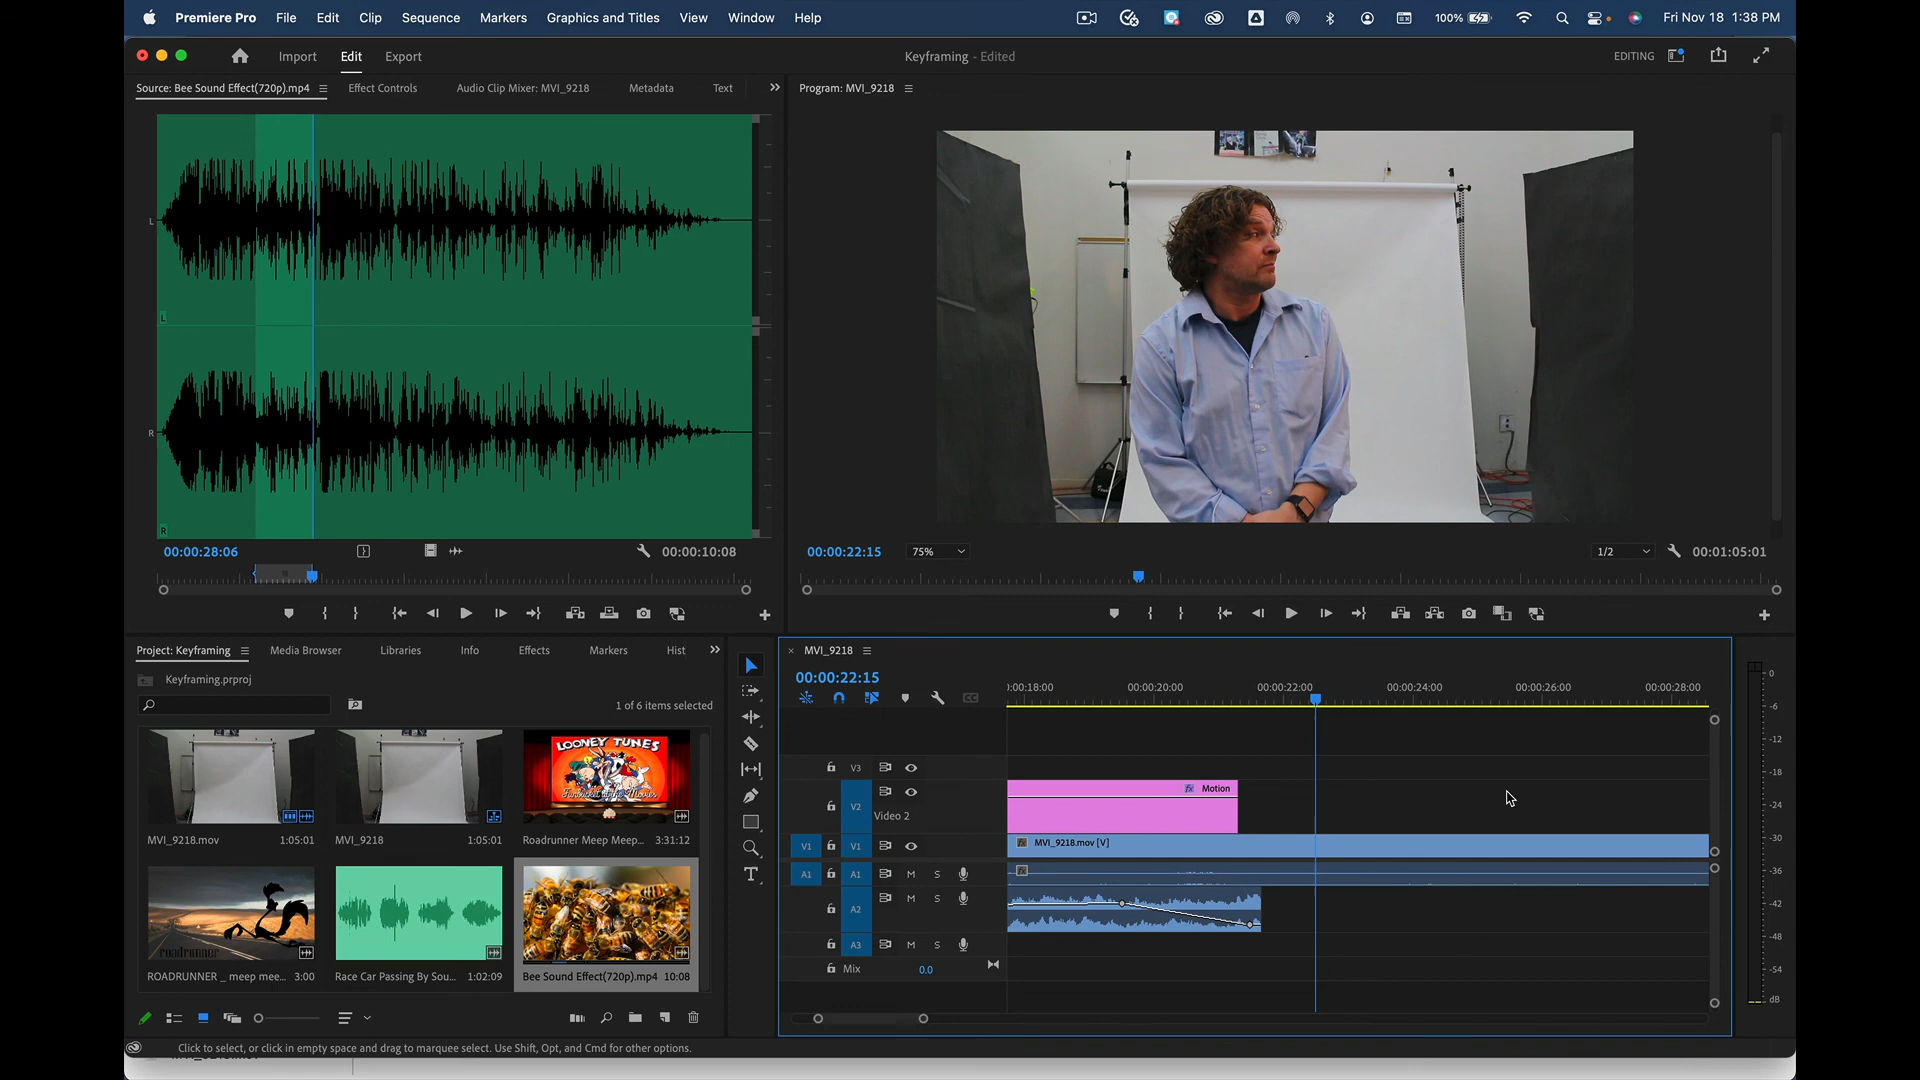 Premiere Pro File Edit Clip Sequence Markers Graphics and Titles View Window Help 100% Fri Nov 18 1:38 PM
Import Edit Export Keyframing - Edited EDITING
Source: Bee Sound Effect(720p).mp4 Effect Controls Audio Clip Mixer: MVI_9218 Metadata Text Program: MVI_9218
L
L
R
R
00:00:28:06 00:00:10:08 00:00:22:15 75% 1/2 00:01:05:01
Project: Keyframing Media Browser Libraries Info Effects Markers Hist
Keyframing.prproj
1 of 6 items selected
MVI_9218.mov 1:05:01 MVI_9218 1:05:01 Roadrunner Meep Meep... 3:31:12
LOONEY TUNES
roadrunner
ROADRUNNER _ meep mee... 3:00 Race Car Passing By Sou... 1:02:09 Bee Sound Effect(720p).mp4 10:08
MVI_9218
00:00:22:15
:00:18:00 00:00:20:00 00:00:22:00 00:00:24:00 00:00:26:00 00:00:28:00
V3
V2 Video 2 fx Motion
V1 V1 MVI_9218.mov [V]
A1 A1 M S
A2 M S
A3 M S
Mix 0.0
0
-6
-12
-18
-24
-30
-36
-42
-48
-54
dB
Click to select, or click in empty space and drag to marquee select. Use Shift, Opt, and Cmd for other options.